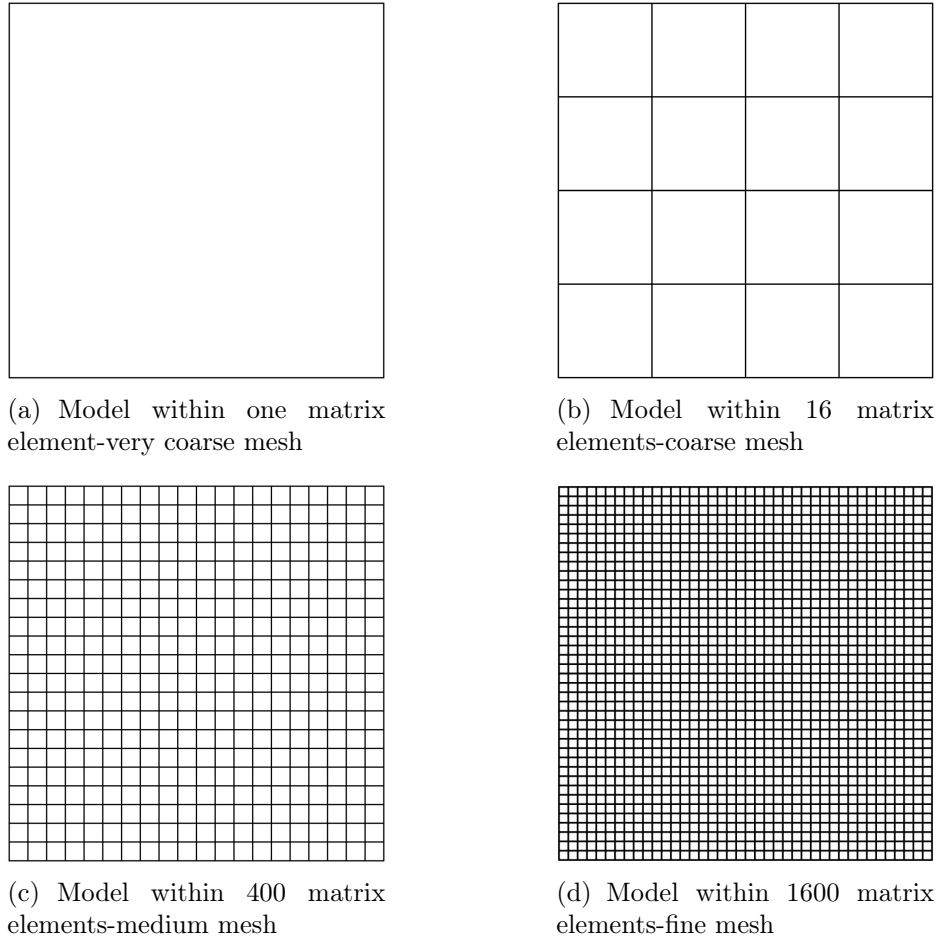 (a) Model within one matrix
element-very coarse mesh
(b) Model within 16 matrix
elements-coarse mesh
(c) Model within 400 matrix
elements-medium mesh
(d) Model within 1600 matrix
elements-fine mesh